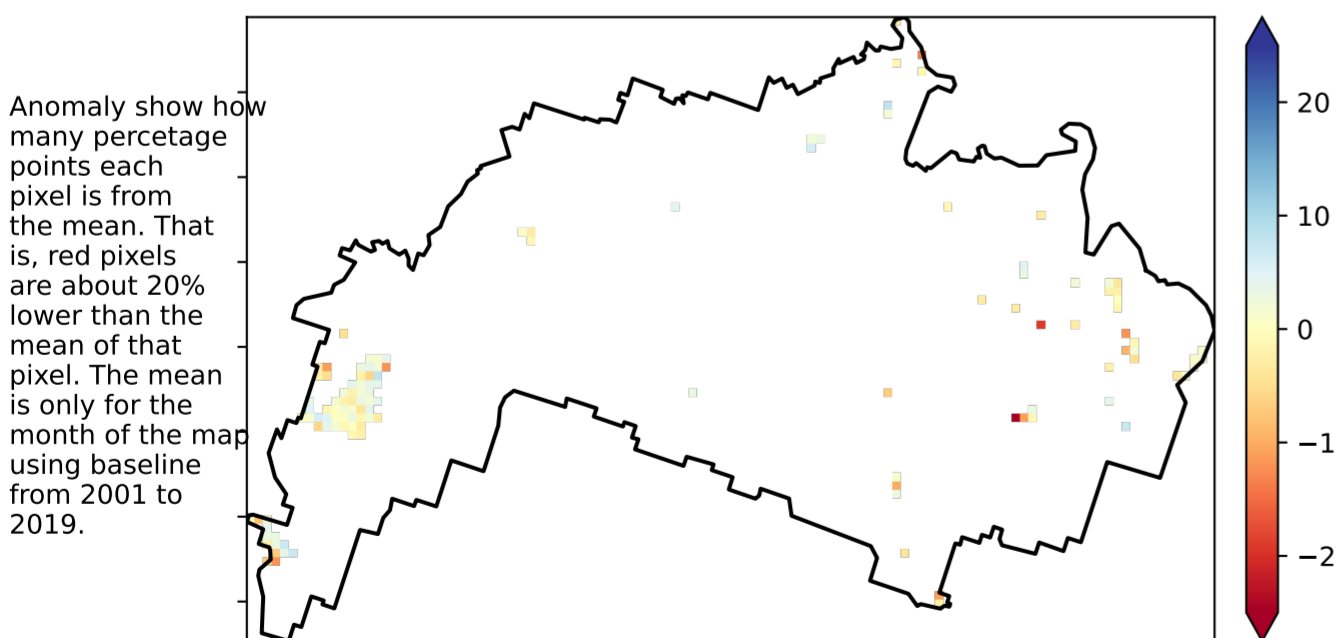 Anomaly show how
many percetage
points each
pixel is from
the mean. That
is, red pixels
are about 20%
lower than the
mean of that
pixel. The mean
is only for the
month of the map
using baseline
from 2001 to
2019.
20
10
0
−1
−2